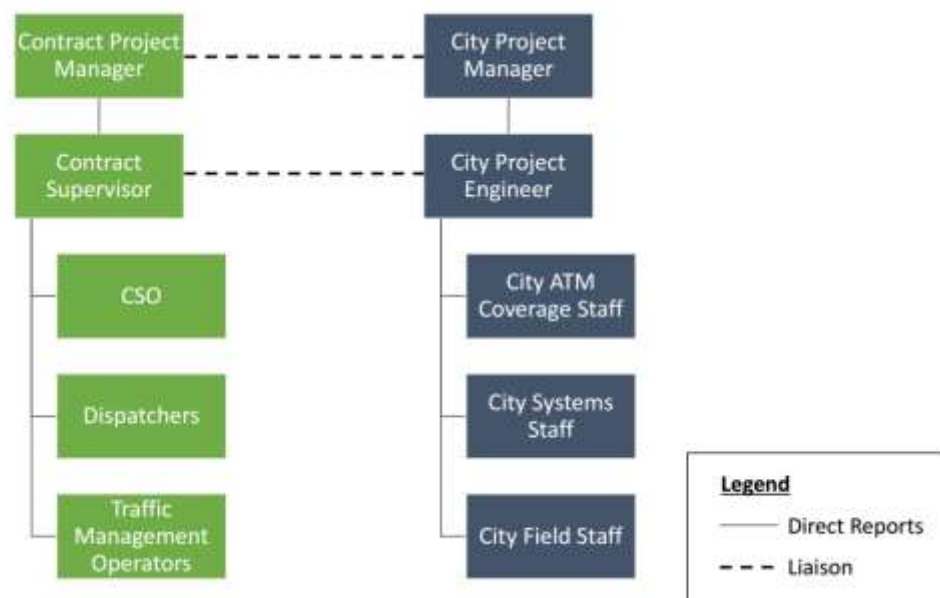 Contract Project
Manager
City Project
Manager
Contract
Supervisor
City Project
Engineer
CSO
City ATM
Coverage Staff
Dispatchers
City Systems
Staff
Traffic
Management
Operators
City Field Staff
Legend
Direct Reports
Liaison